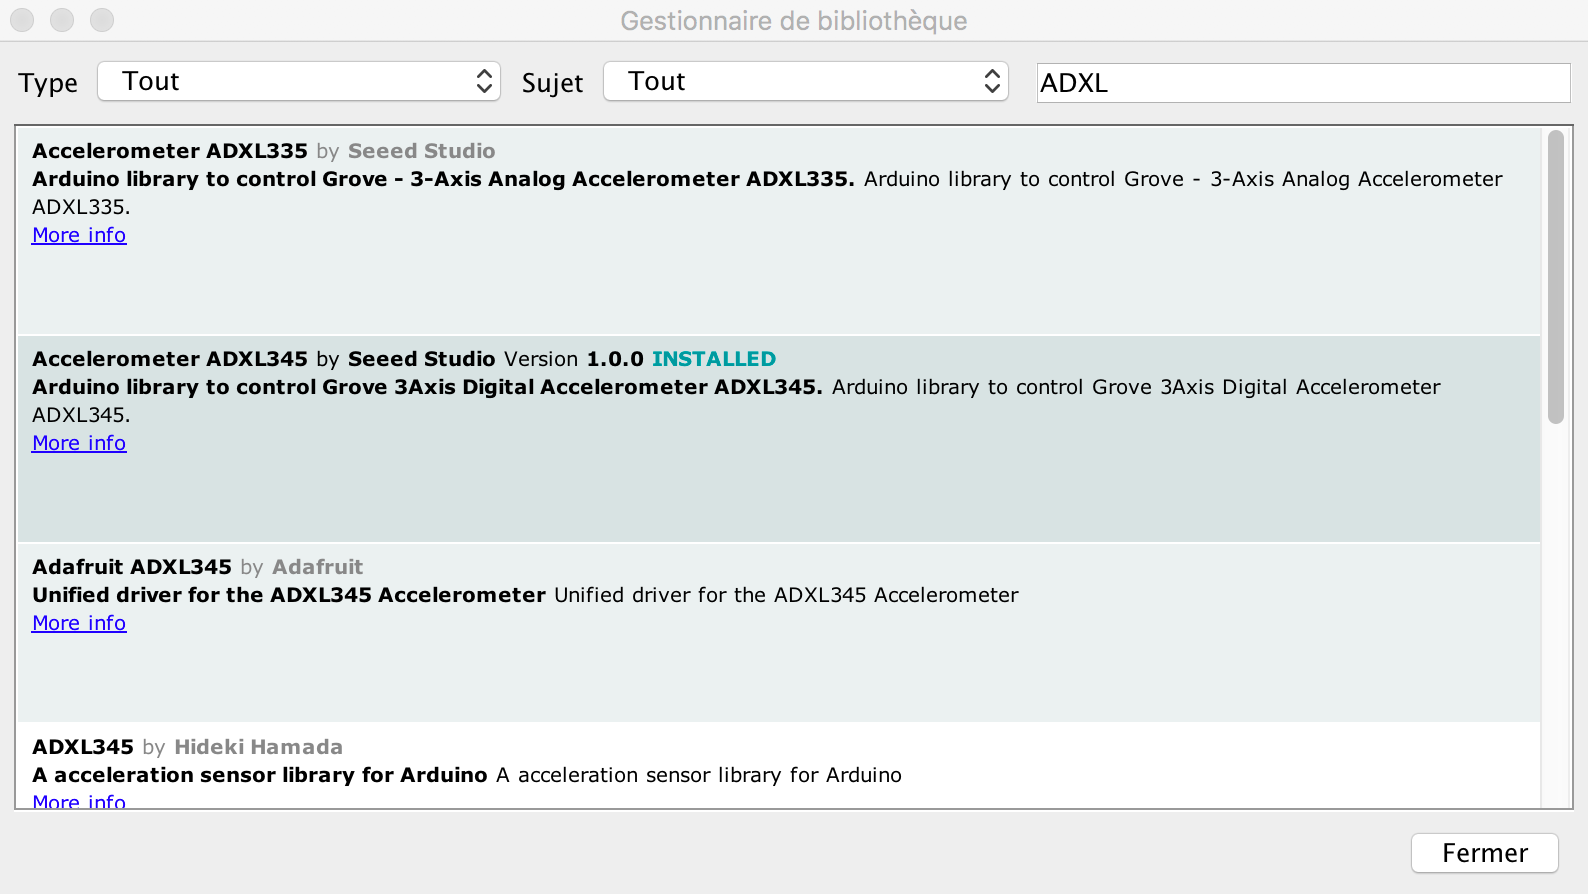 Gestionnaire de bibliothèque
Type Tout Sujet Tout ADXL
Accelerometer ADXL335 by Seeed Studio
Arduino library to control Grove - 3-Axis Analog Accelerometer ADXL335. Arduino library to control Grove - 3-Axis Analog Accelerometer
ADXL335.
More info
Accelerometer ADXL345 by Seeed Studio Version 1.0.0 INSTALLED
Arduino library to control Grove 3Axis Digital Accelerometer ADXL345. Arduino library to control Grove 3Axis Digital Accelerometer
ADXL345.
More info
Adafruit ADXL345 by Adafruit
Unified driver for the ADXL345 Accelerometer Unified driver for the ADXL345 Accelerometer
More info
ADXL345 by Hideki Hamada
A acceleration sensor library for Arduino A acceleration sensor library for Arduino
More info
Fermer